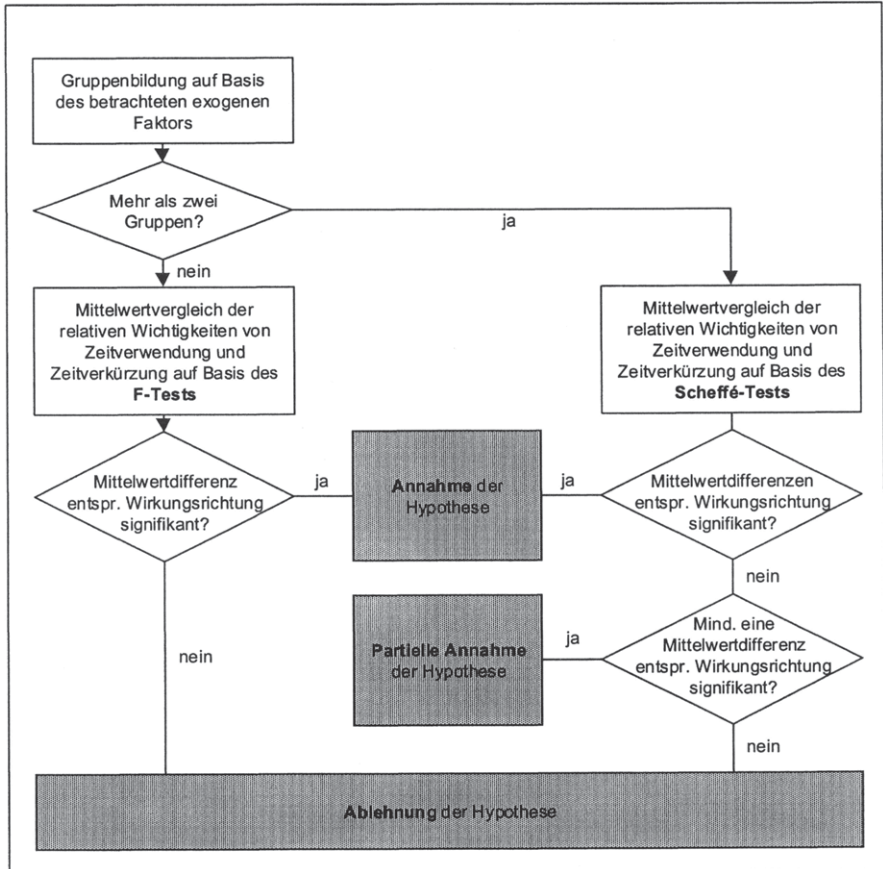 Gruppenbildung auf Basis
des betrachteten exogenen
Faktors
Mehr als zwei
Gruppen?
ja
nein
Mittelwertvergleich der
relativen Wichtigkeiten von
Zeitverwendung und
Zeitverkürzung auf Basis des
F-Tests
Mittelwertvergleich der
relativen Wichtigkeiten von
Zeitverwendung und
Zeitverkürzung auf Basis des
Scheffé-Tests
Mittelwertdifferenz
entspr. Wirkungsrichtung
signifikant?
ja
Annahme der
Hypothese
ja
Mittelwertdifferenzen
entspr. Wirkungsrichtung
signifikant?
nein
nein
Partielle Annahme
der Hypothese
ja
Mind. eine
Mittelwertdifferenz
entspr. Wirkungsrichtung
signifikant?
nein
Ablehnung der Hypothese